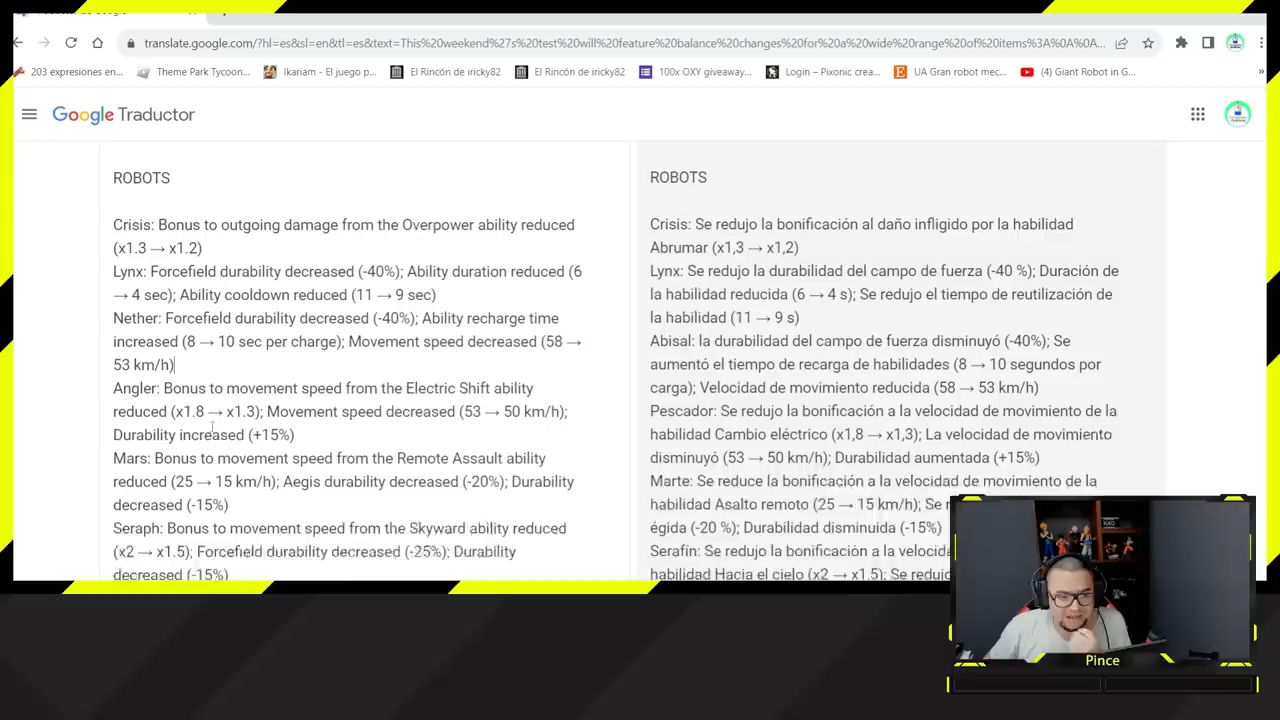 translate.google.com/?hl=es&sl=en&tl=es&text=This%20weekend%27s%20test%20will%20feature%20balance%20changes%20for%20a%20wide%20range%20of%20items%3A%0A%0A...
203 expresiones en...
Theme Park Tycoon...
Ikariam - El juego p...
El Rincón de iricky82
El Rincón de iricky82
100x OXY giveaway...
Login – Pixonic crea...
UA Gran robot mec...
(4) Giant Robot in G...
»
Google Traductor
ROBOTS
Crisis: Bonus to outgoing damage from the Overpower ability reduced
(x1.3 → x1.2)
Lynx: Forcefield durability decreased (-40%); Ability duration reduced (6
→ 4 sec); Ability cooldown reduced (11 → 9 sec)
Nether: Forcefield durability decreased (-40%); Ability recharge time
increased (8 → 10 sec per charge); Movement speed decreased (58 →
53 km/h)
Angler: Bonus to movement speed from the Electric Shift ability
reduced (x1.8 → x1.3); Movement speed decreased (53 → 50 km/h);
Durability increased (+15%)
Mars: Bonus to movement speed from the Remote Assault ability
reduced (25 → 15 km/h); Aegis durability decreased (-20%); Durability
decreased (-15%)
Seraph: Bonus to movement speed from the Skyward ability reduced
(x2 → x1.5); Forcefield durability decreased (-25%); Durability
decreased (-15%)
ROBOTS
Crisis: Se redujo la bonificación al daño infligido por la habilidad
Abrumar (x1,3 → x1,2)
Lynx: Se redujo la durabilidad del campo de fuerza (-40 %); Duración de
la habilidad reducida (6 → 4 s); Se redujo el tiempo de reutilización de
la habilidad (11 → 9 s)
Abisal: la durabilidad del campo de fuerza disminuyó (-40%); Se
aumentó el tiempo de recarga de habilidades (8 → 10 segundos por
carga); Velocidad de movimiento reducida (58 → 53 km/h)
Pescador: Se redujo la bonificación a la velocidad de movimiento de la
habilidad Cambio eléctrico (x1,8 → x1,3); La velocidad de movimiento
disminuyó (53 → 50 km/h); Durabilidad aumentada (+15%)
Marte: Se reduce la bonificación a la velocidad de movimiento de la
habilidad Asalto remoto (25 → 15 km/h); Se
égida (-20 %); Durabilidad disminuida (-15%)
Serafín: Se redujo la bonificación a la
habilidad Hacia el cielo (x2 → x1.5); Se
Pince